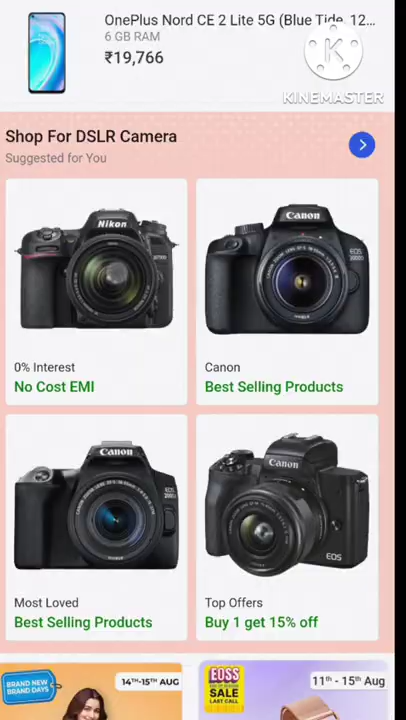 OnePlus Nord CE 2 Lite 5G (Blue Tide, 12...
6 GB RAM
₹19,766
K
KINEMASTER
Shop For DSLR Camera
Suggested for You
Nikon
Canon
0% Interest
No Cost EMI
Canon
Best Selling Products
Canon
Canon
EOS
Most Loved
Best Selling Products
Top Offers
Buy 1 get 15% off
BRAND NEW
BRAND DAYS
14TH-15TH AUG
EOSS
SALE
LAST CALL
11th - 15th Aug